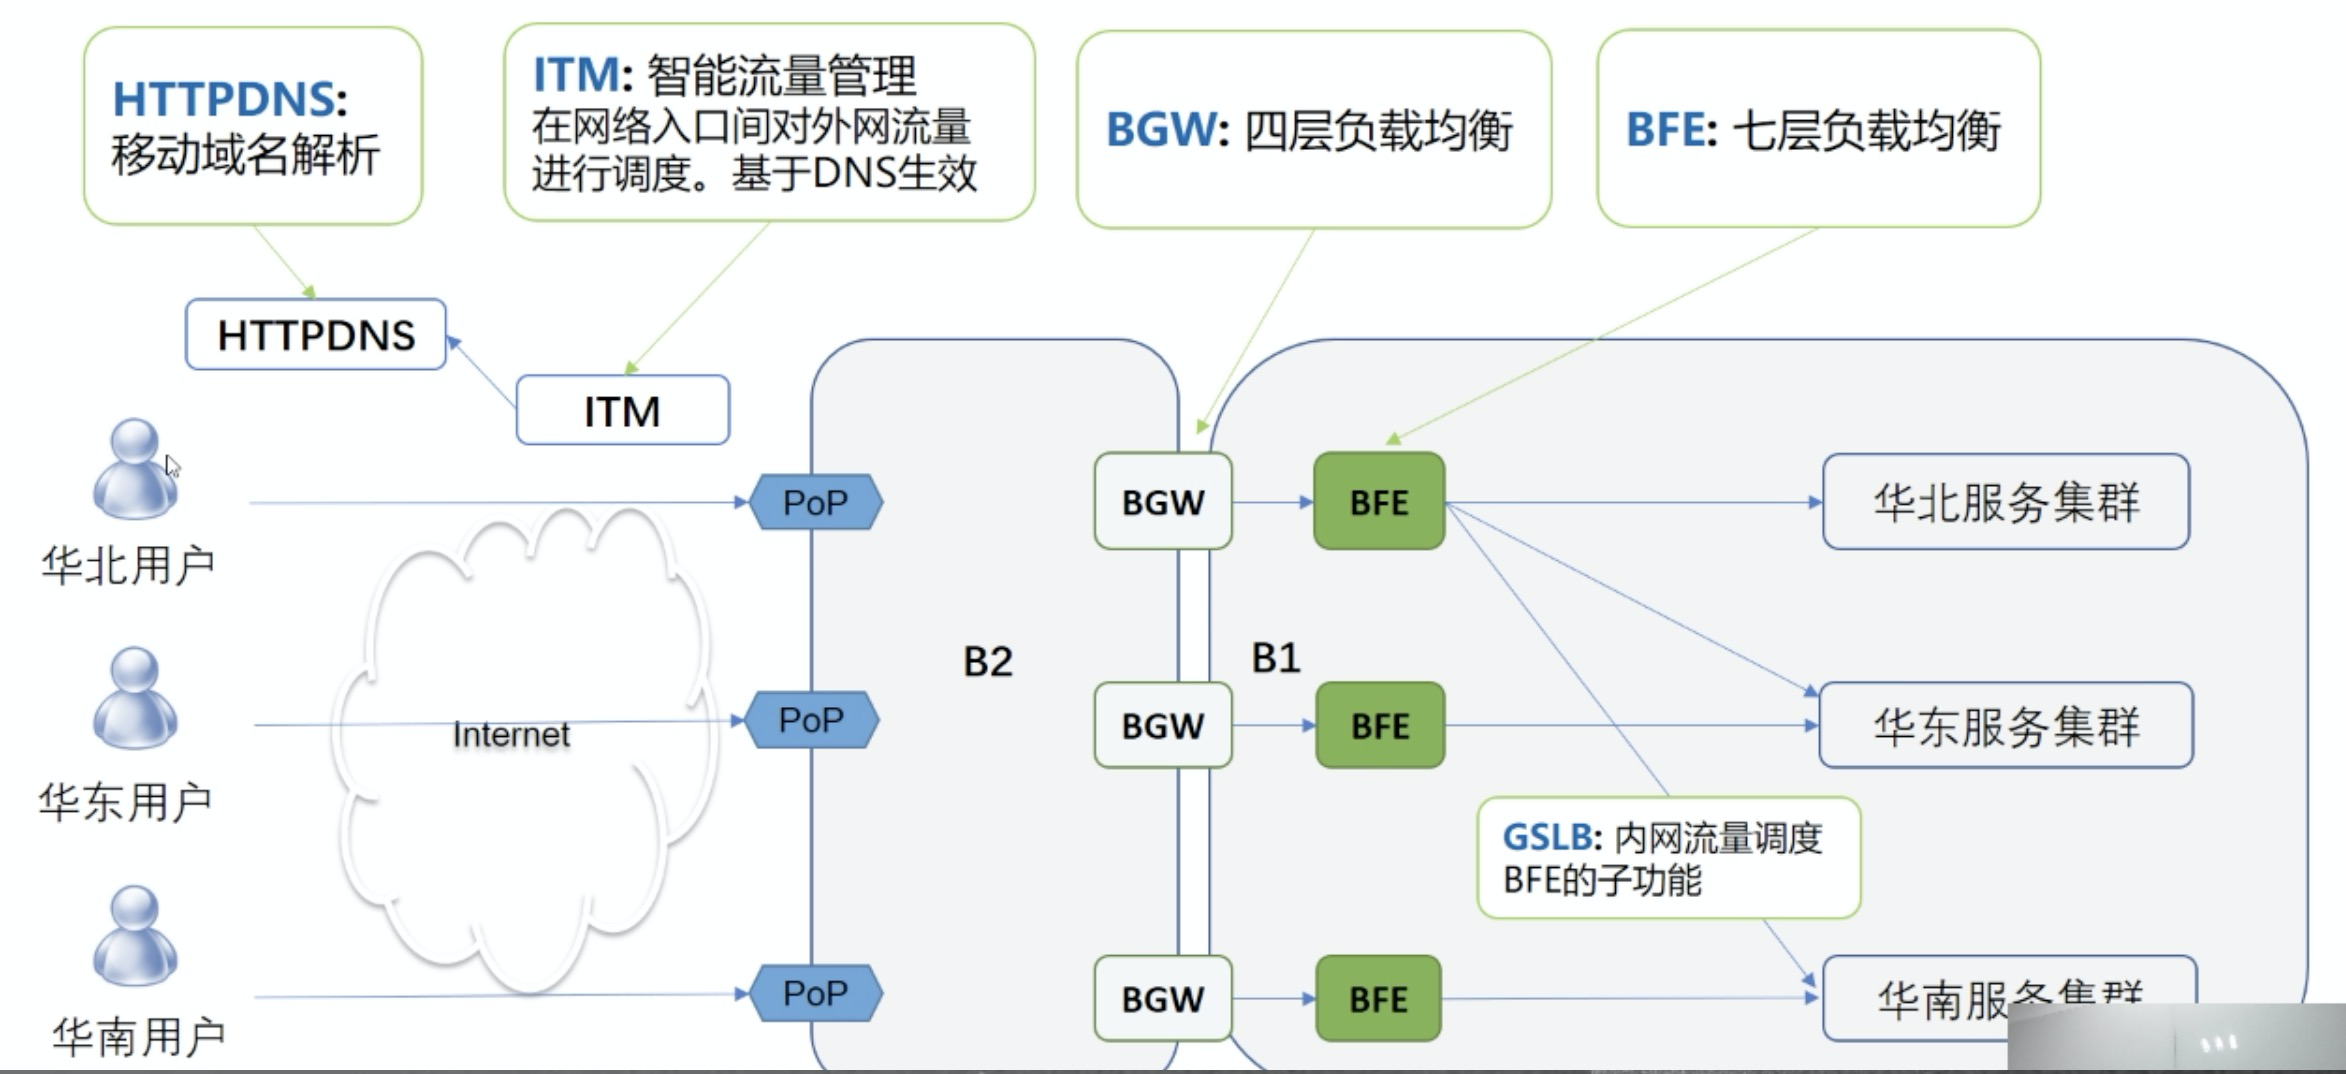 HTTPDNS:
移动域名解析
ITM: 智能流量管理
在网络入口间对外网流量
进行调度。基于DNS生效
BGW: 四层负载均衡
BFE: 七层负载均衡
HTTPDNS
ITM
华北用户
PoP
BGW
BFE
华北服务集群
华东用户
Internet
PoP
B2
BGW
B1
BFE
华东服务集群
GSLB: 内网流量调度
BFE的子功能
华南用户
PoP
BGW
BFE
华南服务集群